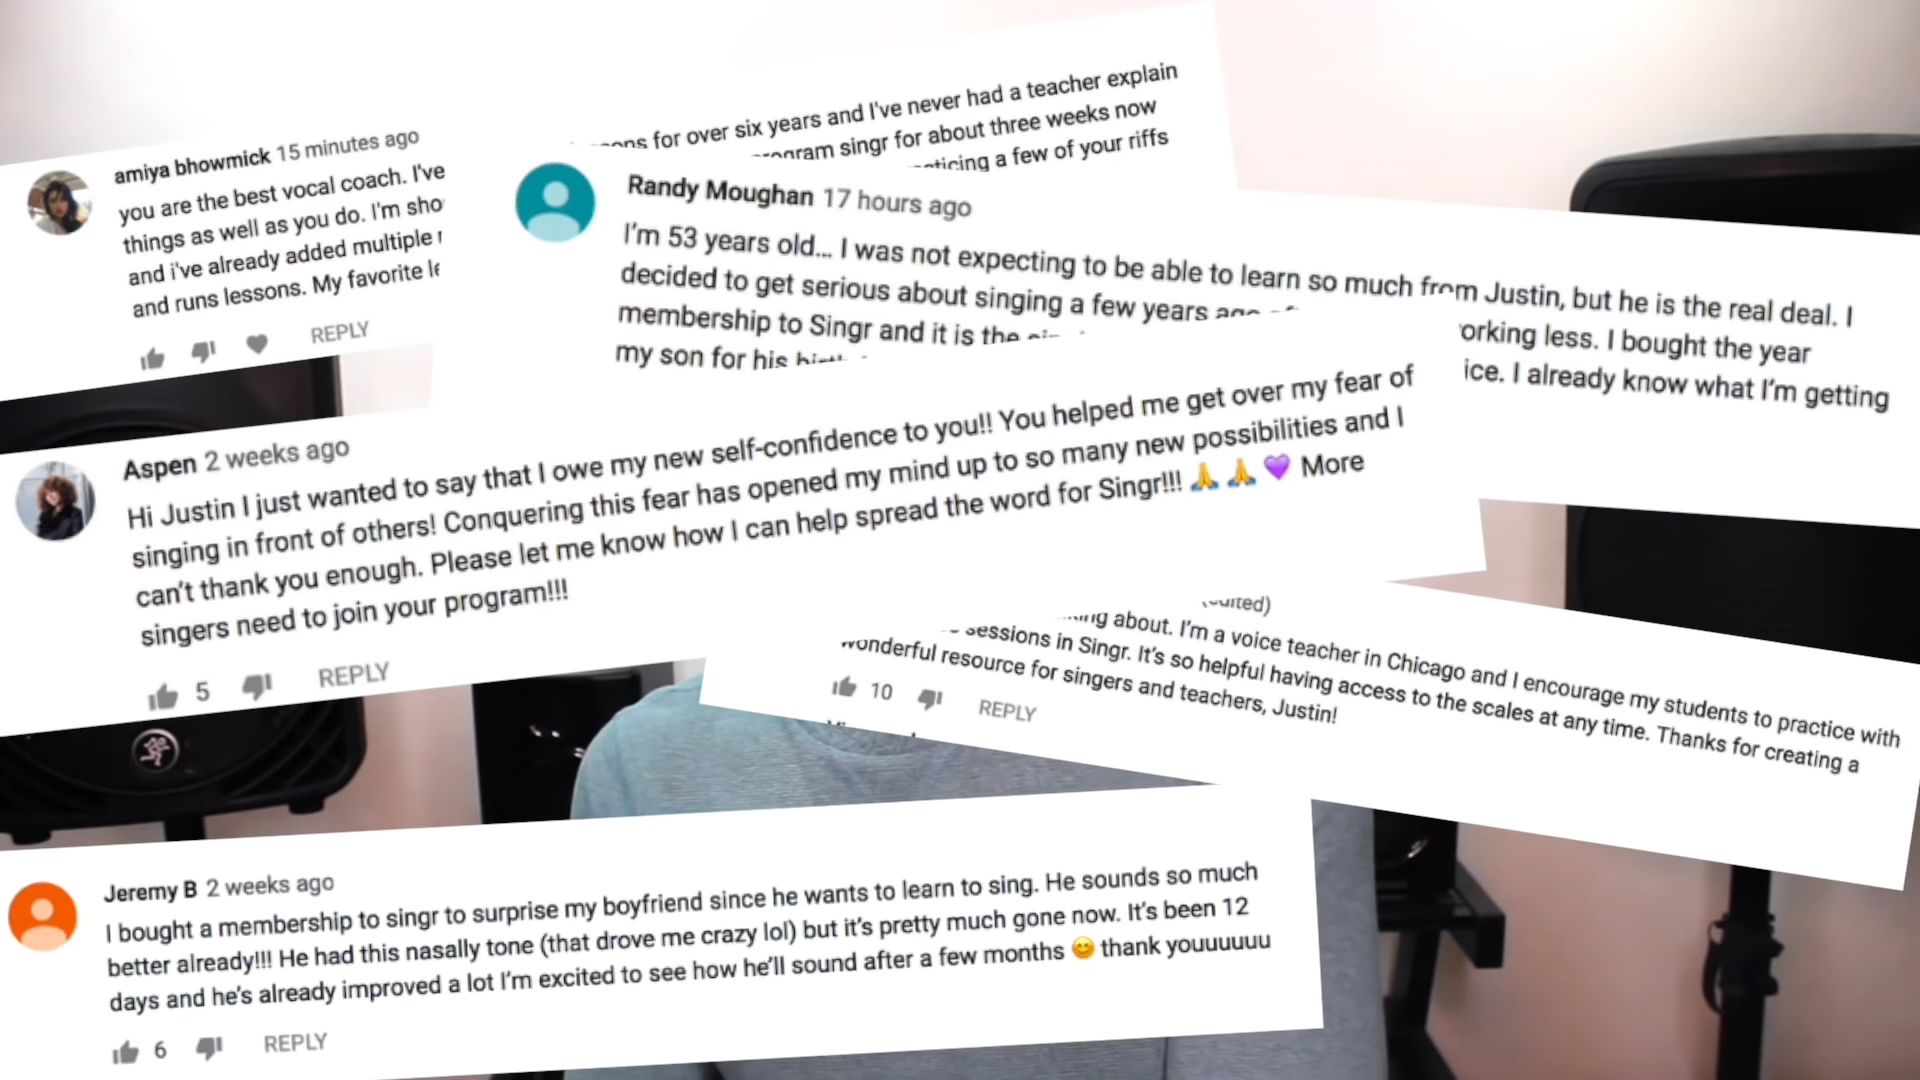 amiya bhowmick 15 minutes ago
you are the best vocal coach. I've
for over six years and I've never had a teacher explain
things as well as you do. I'm
singr for about three weeks now
and i've already added multiple
a few of your riffs
and runs lessons. My favorite
REPLY
Randy Moughan 17 hours ago
I'm 53 years old... I was not expecting to be able to learn so much from Justin, but he is the real deal. I
decided to get serious about singing a few years
less. I bought the year
membership to Singr and it is the
I already know what I'm getting
my son for his
Aspen 2 weeks ago
Hi Justin I just wanted to say that I owe my new self-confidence to you!! You helped me get over my fear of
singing in front of others! Conquering this fear has opened my mind up to so many new possibilities and I
can't thank you enough. Please let me know how I can help spread the word for Singr!!! 🙏 🙏 💜 More
singers need to join your program!!!
5 REPLY
about. I'm a voice teacher in Chicago and I encourage my students to practice with
sessions in Singr. It's so helpful having access to the scales at any time. Thanks for creating a
wonderful resource for singers and teachers, Justin!
10 REPLY
Jeremy B 2 weeks ago
I bought a membership to singr to surprise my boyfriend since he wants to learn to sing. He sounds so much
better already!!! He had this nasally tone (that drove me crazy lol) but it's pretty much gone now. It's been 12
days and he's already improved a lot I'm excited to see how he'll sound after a few months 😊 thank youuuuuu
6 REPLY